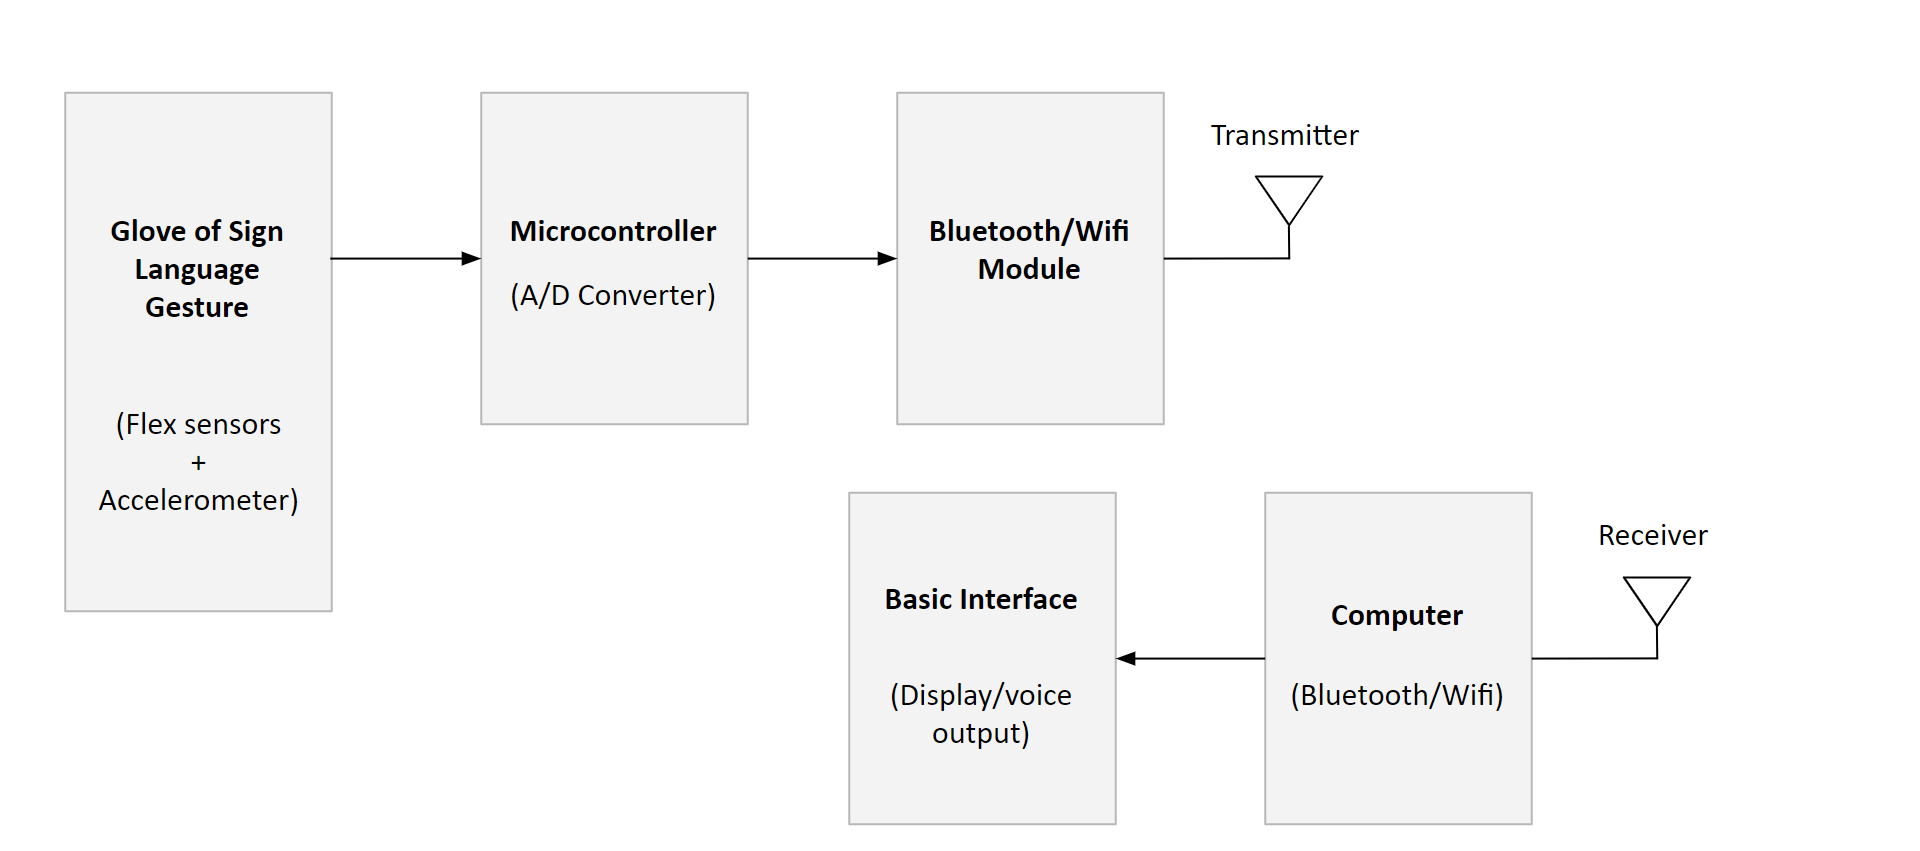 Glove of Sign
Language
Gesture
(Flex sensors
+
Accelerometer)
Microcontroller
(A/D Converter)
Bluetooth/Wifi
Module
Transmitter
Basic Interface
(Display/voice
output)
Computer
(Bluetooth/Wifi)
Receiver